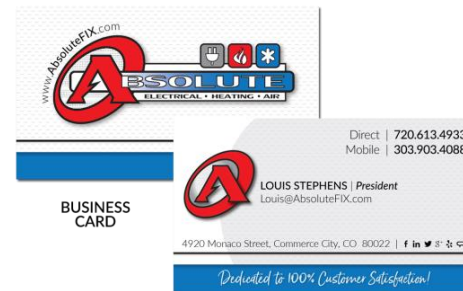 www.AbsoluteFIX.com
ABSOLUTE
ELECTRICAL • HEATING • AIR
Direct | 720.613.4933
Mobile | 303.903.4088
LOUIS STEPHENS | President
Louis@AbsoluteFIX.com
4920 Monaco Street, Commerce City, CO 80022 |
Dedicated to 100% Customer Satisfaction!
BUSINESS
CARD